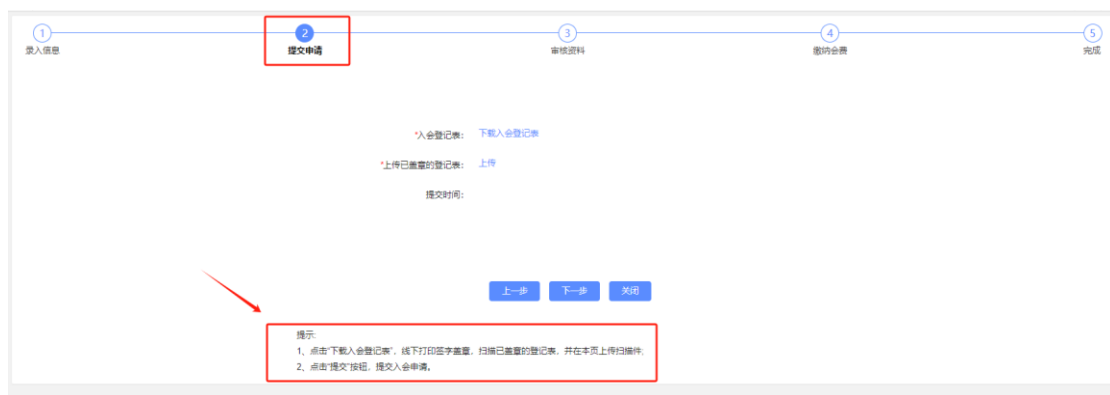 1 2 3 4 5
录入信息 提交申请 审核资料 缴纳会费 完成
*入会登记表: 下载入会登记表
*上传已盖章的登记表: 上传
提交时间:
上一步 下一步 关闭
提示:
1、点击“下载入会登记表”，线下打印签字盖章，扫描已盖章的登记表，并在本页上传扫描件;
2、点击“提交”按钮，提交入会申请。